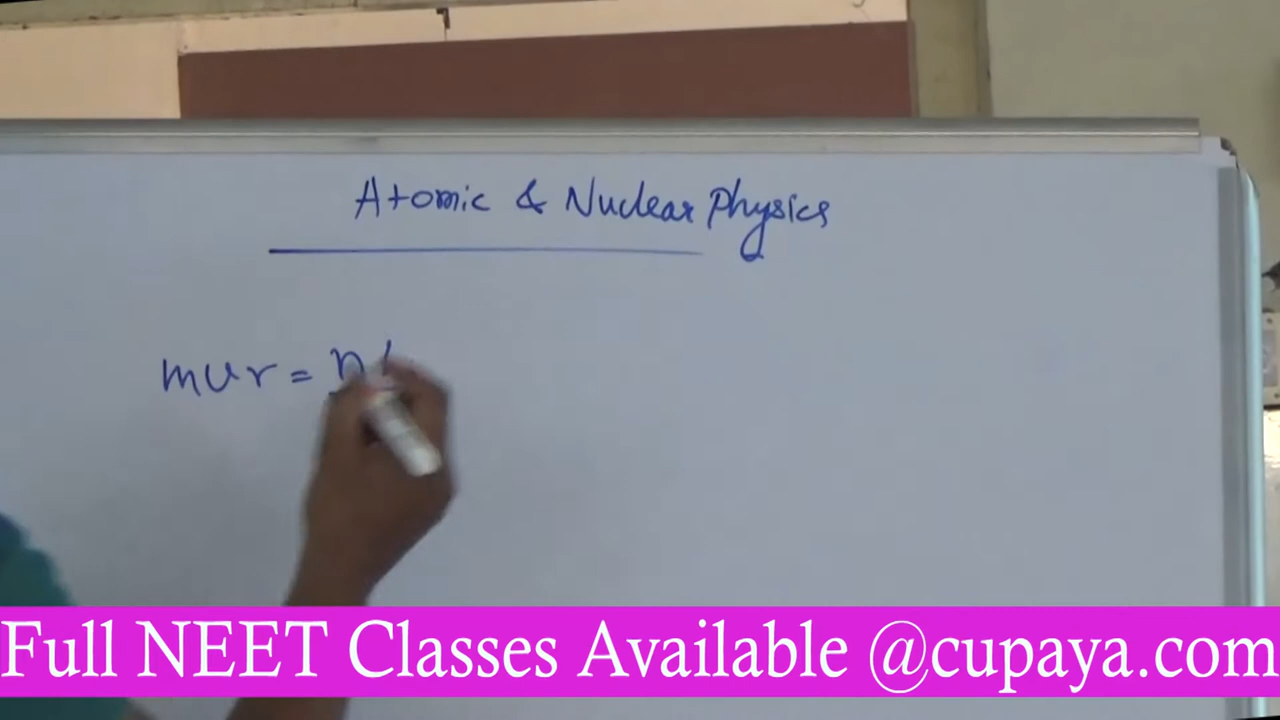 Atomic & Nuclear Physics
mvr = n
Full NEET Classes Available @cupaya.com